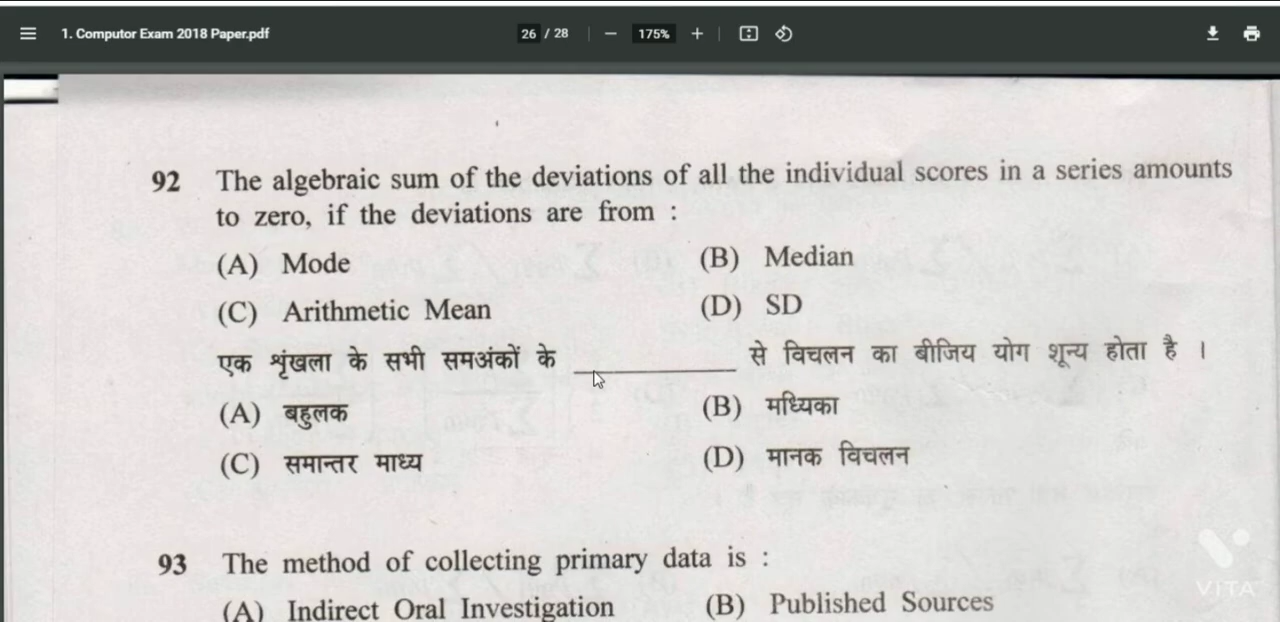 1. Computor Exam 2018 Paper.pdf
26 / 28
175%
92 The algebraic sum of the deviations of all the individual scores in a series amounts
to zero, if the deviations are from :
(A) Mode (B) Median
(C) Arithmetic Mean (D) SD
एक श्रृंखला के सभी समअंकों के __________ से विचलन का बीजिय योग शून्य होता है ।
(A) बहुलक (B) मध्यिका
(C) समान्तर माध्य (D) मानक विचलन
93 The method of collecting primary data is :
(A) Indirect Oral Investigation (B) Published Sources
VITA